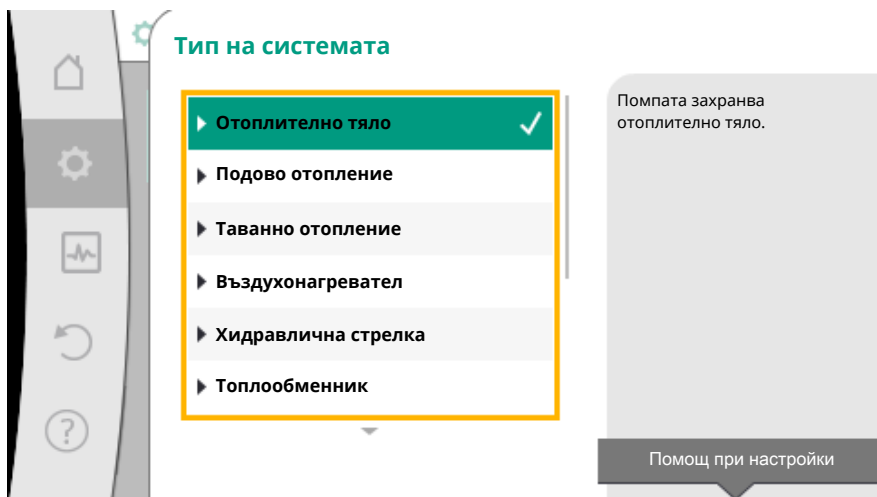 Тип на системата
Отоплително тяло
Подово отопление
Таванно отопление
Въздухонагревател
Хидравлична стрелка
Топлообменник
Помпата захранва
отоплително тяло.
Помощ при настройки